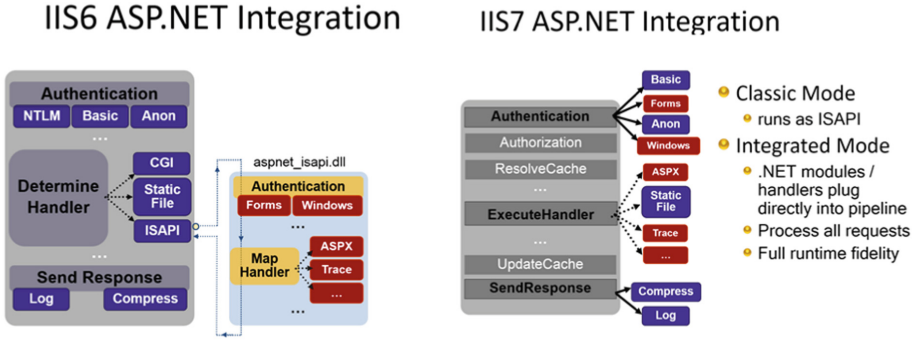 IIS6 ASP.NET Integration
Authentication
NTLM
Basic
Anon
...
Determine
Handler
CGI
Static
File
ISAPI
...
Send Response
Log
Compress
aspnet_isapi.dll
Authentication
Forms
Windows
...
Map
Handler
ASPX
Trace
...
...
IIS7 ASP.NET Integration
Authentication
Authorization
ResolveCache
...
ExecuteHandler
...
UpdateCache
SendResponse
Basic
Forms
Anon
Windows
ASPX
Static
File
Trace
...
Compress
Log
Classic Mode
runs as ISAPI
Integrated Mode
.NET modules /
handlers plug
directly into pipeline
Process all requests
Full runtime fidelity